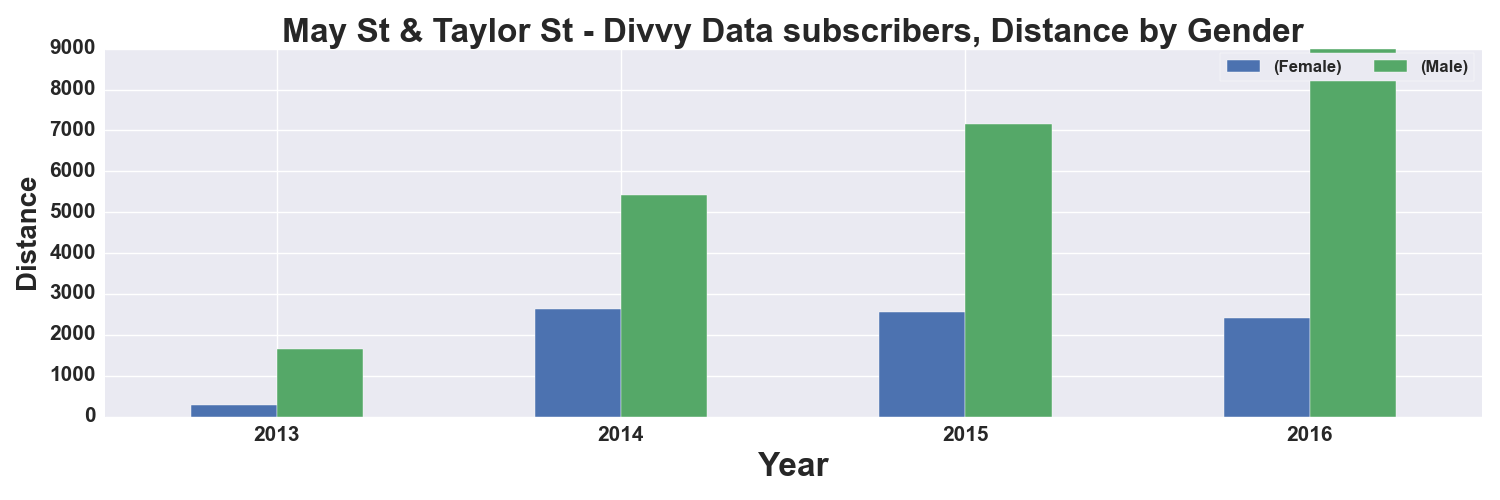 May St & Taylor St - Divvy Data subscribers, Distance by Gender
(Female) (Male)
Distance
9000
8000
7000
6000
5000
4000
3000
2000
1000
0
2013 2014 2015 2016
Year